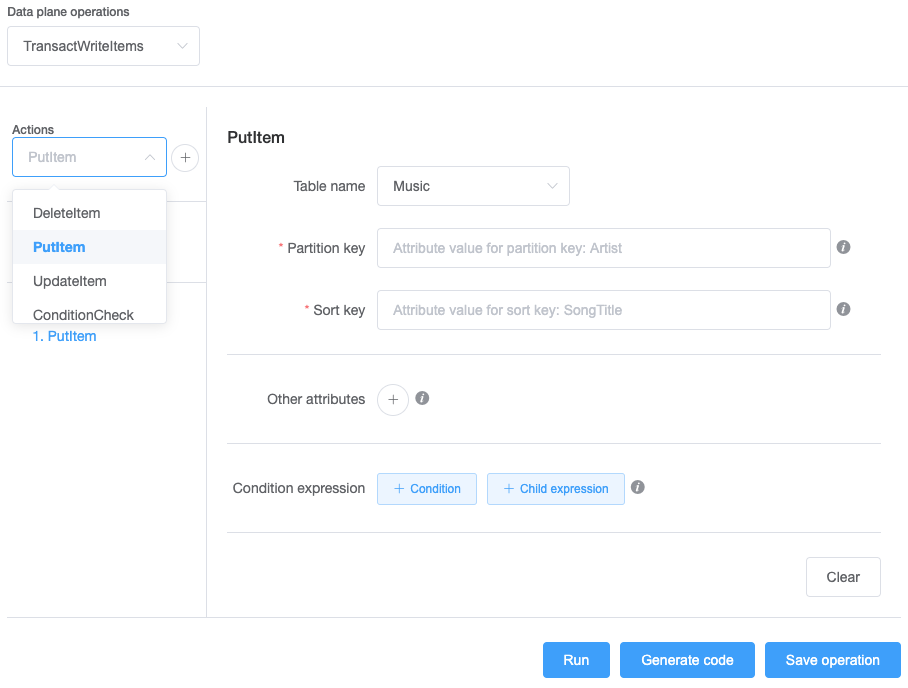 Data plane operations
TransactWriteItems
Actions
PutItem
DeleteItem
PutItem
UpdateItem
ConditionCheck
1. PutItem
PutItem
Table name Music
* Partition key Attribute value for partition key: Artist
* Sort key Attribute value for sort key: SongTitle
Other attributes
Condition expression + Condition + Child expression
Clear
Run Generate code Save operation